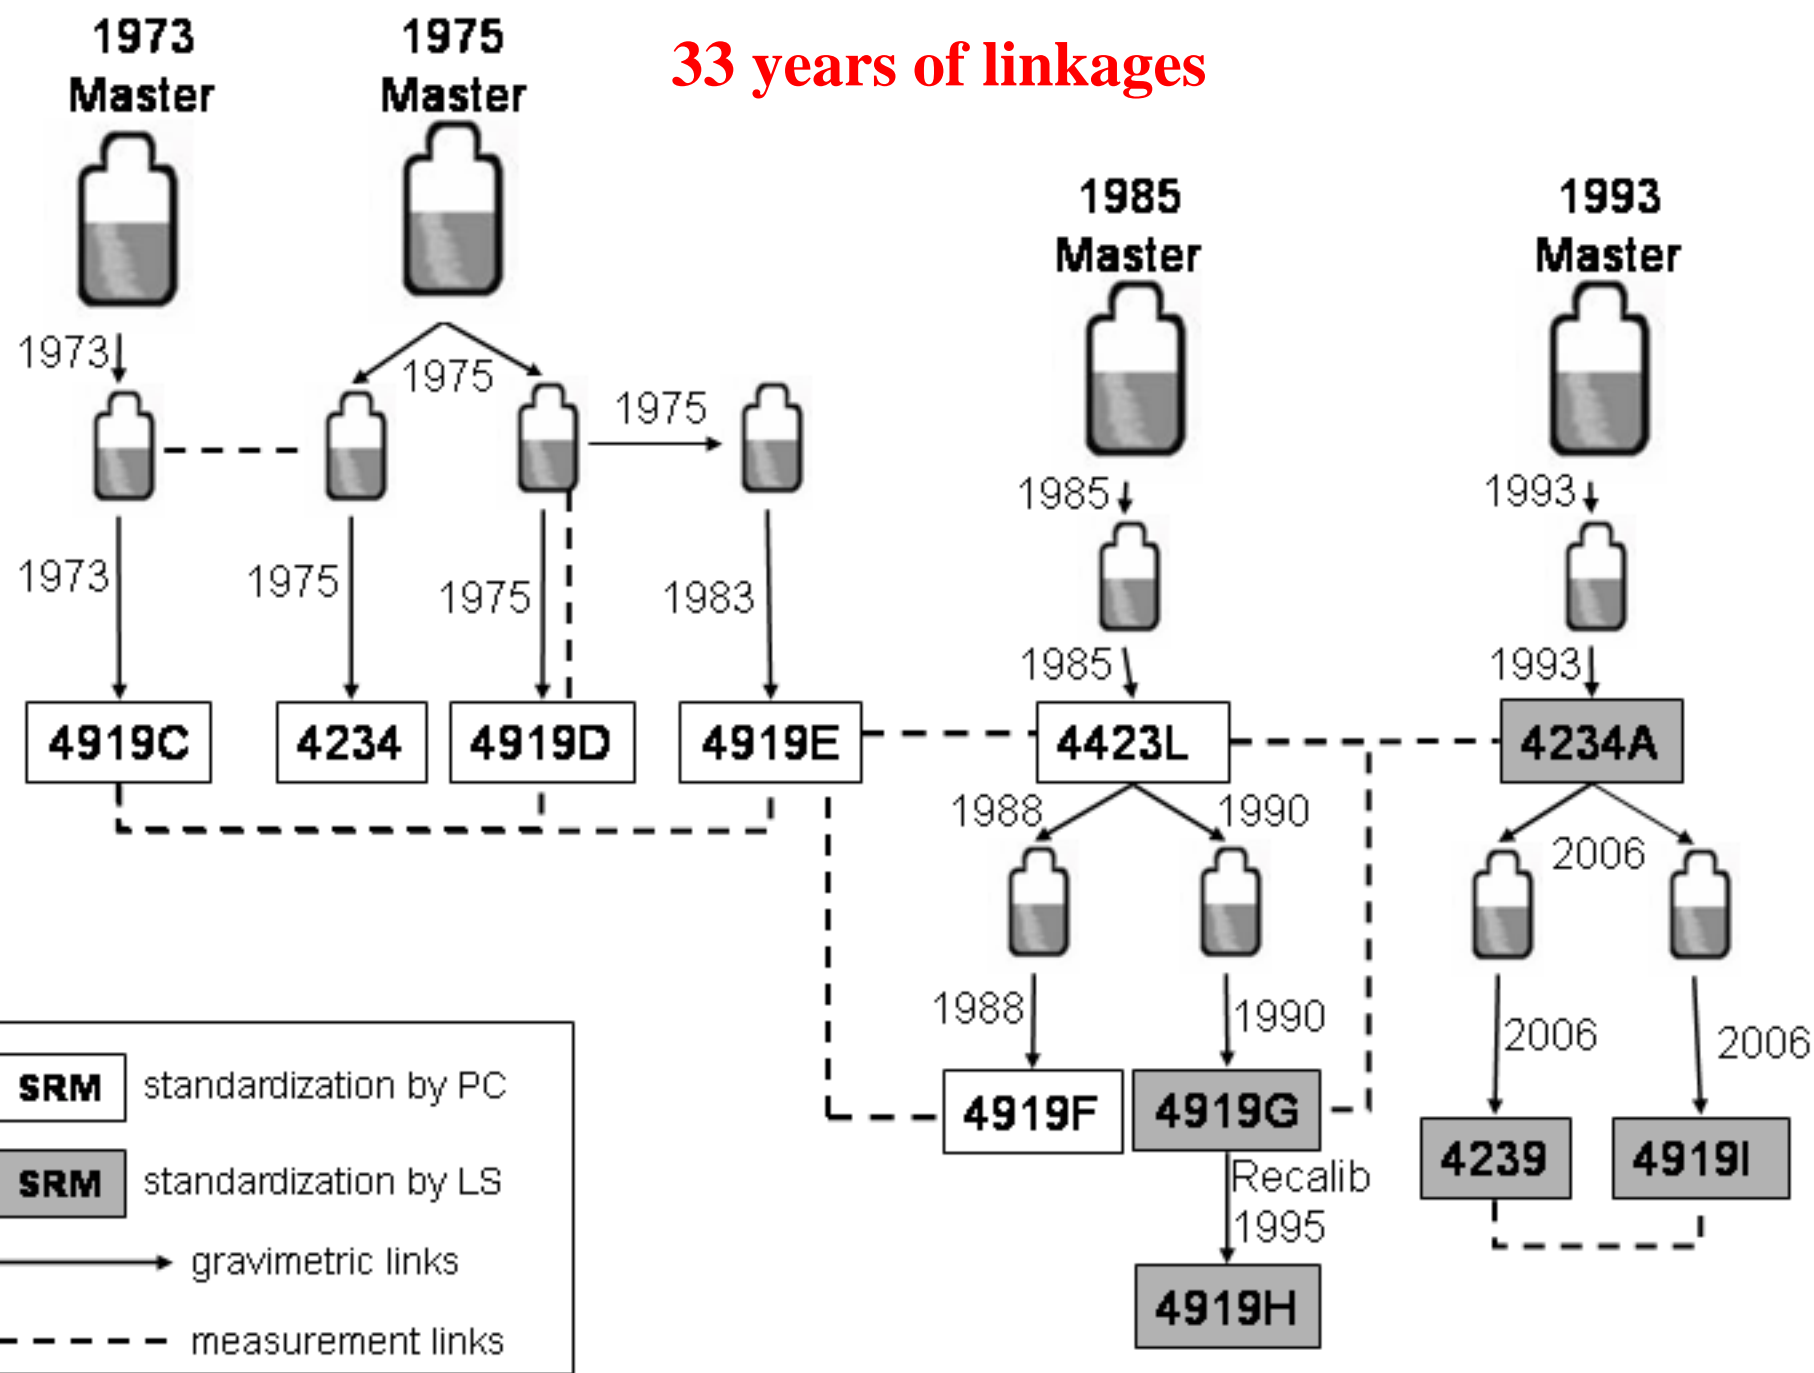 33 years of linkages
1973
Master
1975
Master
1985
Master
1993
Master
1973
1975
1975
1985
1993
1973
1975
1975
1983
1985
1993
4919C
4234
4919D
4919E
4423L
4234A
1988
1990
2006
1988
1990
2006
2006
4919F
4919G
4239
4919I
Recalib
1995
4919H
SRM standardization by PC
SRM standardization by LS
gravimetric links
measurement links